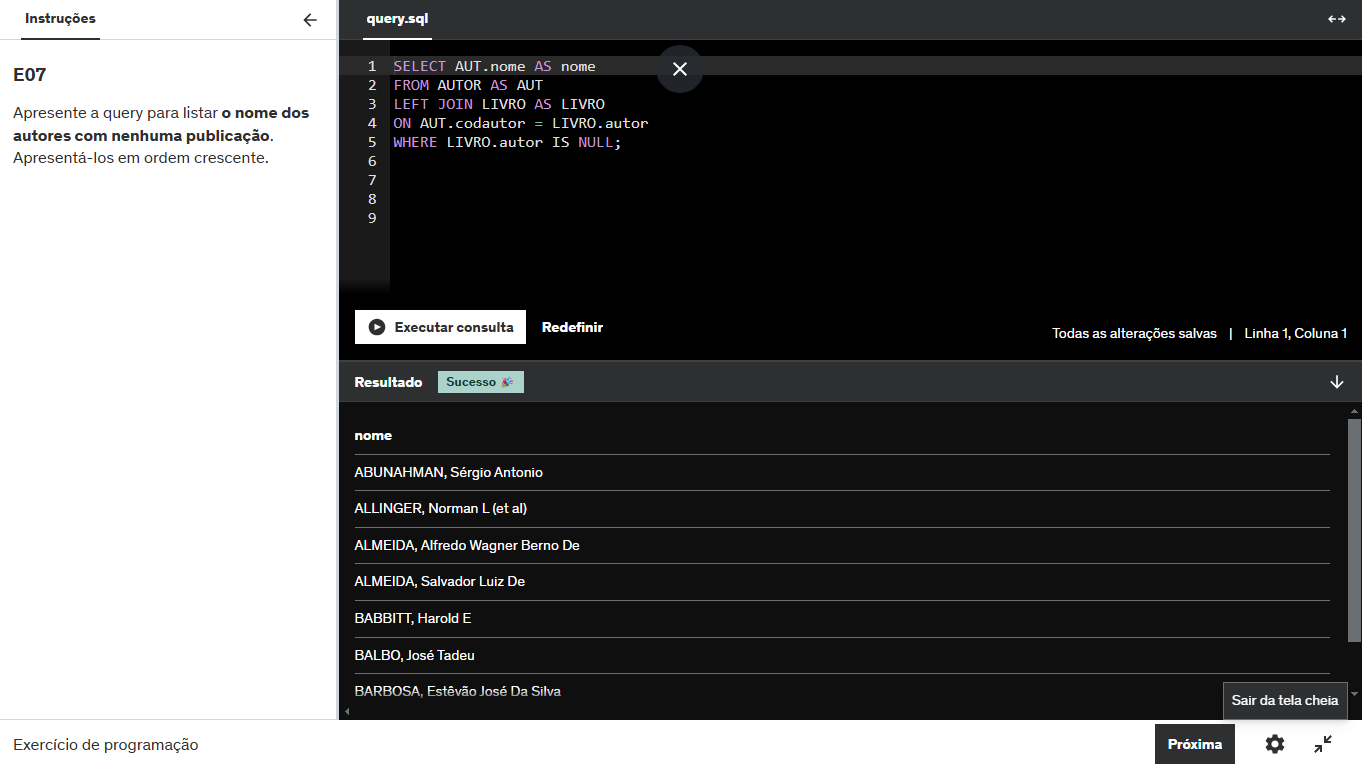 Instruções
E07
Apresente a query para listar o nome dos
autores com nenhuma publicação.
Apresentá-los em ordem crescente.
query.sql
1 SELECT AUT.nome AS nome
2 FROM AUTOR AS AUT
3 LEFT JOIN LIVRO AS LIVRO
4 ON AUT.codautor = LIVRO.autor
5 WHERE LIVRO.autor IS NULL;
6
7
8
9
Executar consulta
Redefinir
Todas as alterações salvas | Linha 1, Coluna 1
Resultado
Sucesso 🎉
nome
ABUNAHMAN, Sérgio Antonio
ALLINGER, Norman L (et al)
ALMEIDA, Alfredo Wagner Berno De
ALMEIDA, Salvador Luiz De
BABBITT, Harold E
BALBO, José Tadeu
BARBOSA, Estêvão José Da Silva
Sair da tela cheia
Exercício de programação
Próxima